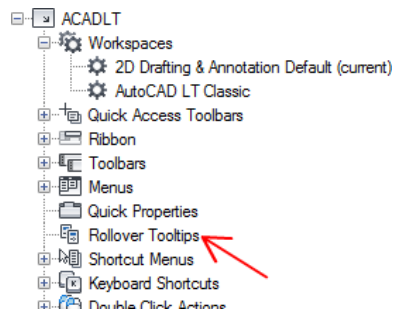 ACADLT
Workspaces
2D Drafting & Annotation Default (current)
AutoCAD LT Classic
Quick Access Toolbars
Ribbon
Toolbars
Menus
Quick Properties
Rollover Tooltips
Shortcut Menus
Keyboard Shortcuts
Double Click Actions